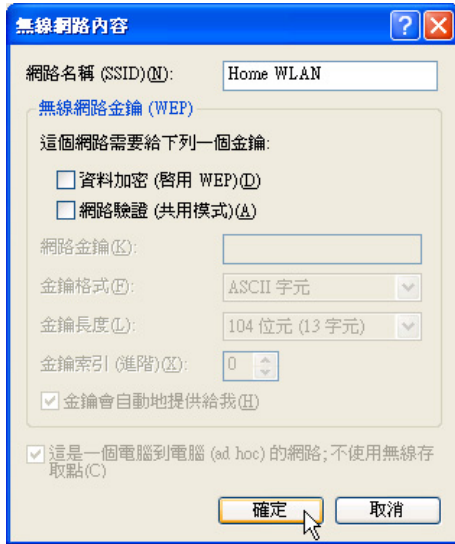 無線網路內容
網路名稱 (SSID)(N): Home WLAN
無線網路金鑰 (WEP)
這個網路需要給下列一個金鑰:
資料加密 (啓用 WEP)(D)
網路驗證 (共用模式)(A)
網路金鑰(K):
金鑰格式(F): ASCII 字元
金鑰長度(L): 104 位元 (13 字元)
金鑰索引 (進階)(X): 0
金鑰會自動地提供給我(H)
這是一個電腦到電腦 (ad hoc) 的網路;不使用無線存
取點(C)
確定 取消